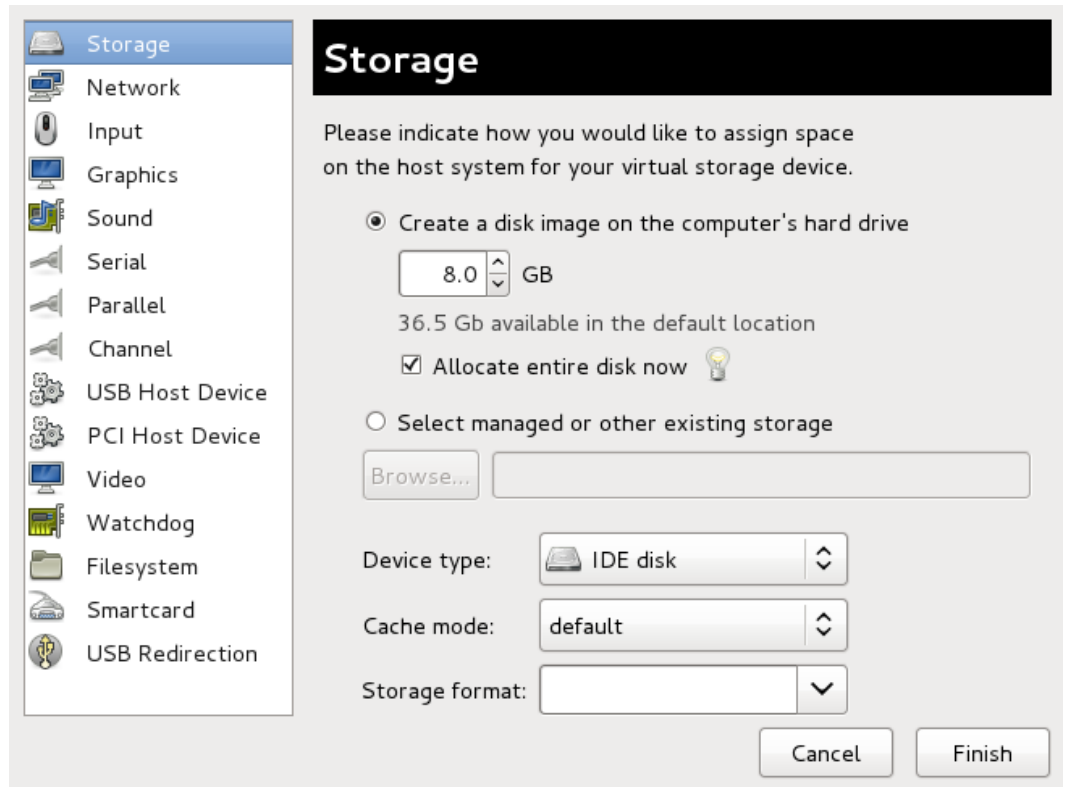 Storage
Network
Input
Graphics
Sound
Serial
Parallel
Channel
USB Host Device
PCI Host Device
Video
Watchdog
Filesystem
Smartcard
USB Redirection
Storage
Please indicate how you would like to assign space
on the host system for your virtual storage device.
Create a disk image on the computer's hard drive
8.0 GB
36.5 Gb available in the default location
Allocate entire disk now
Select managed or other existing storage
Browse...
Device type: IDE disk
Cache mode: default
Storage format:
Cancel Finish